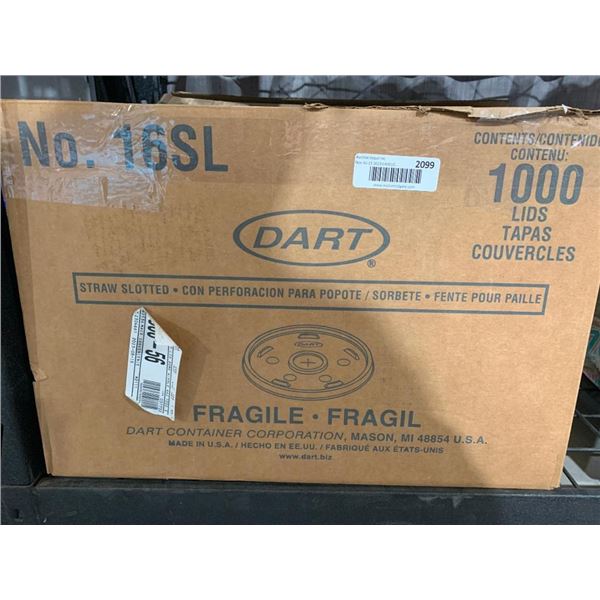 No. 16SL
2099
CONTENTS/CONTENIDO
CONTENU:
1000
LIDS
TAPAS
COUVERCLES
DART®
STRAW SLOTTED • CON PERFORACION PARA POPOTE / SORBETE • FENTE POUR PAILLE
DART
FRAGILE • FRAGIL
DART CONTAINER CORPORATION, MASON, MI 48854 U.S.A.
MADE IN U.S.A. / HECHO EN EE.UU. / FABRIQUÉ AUX ÉTATS-UNIS
www.dart.biz